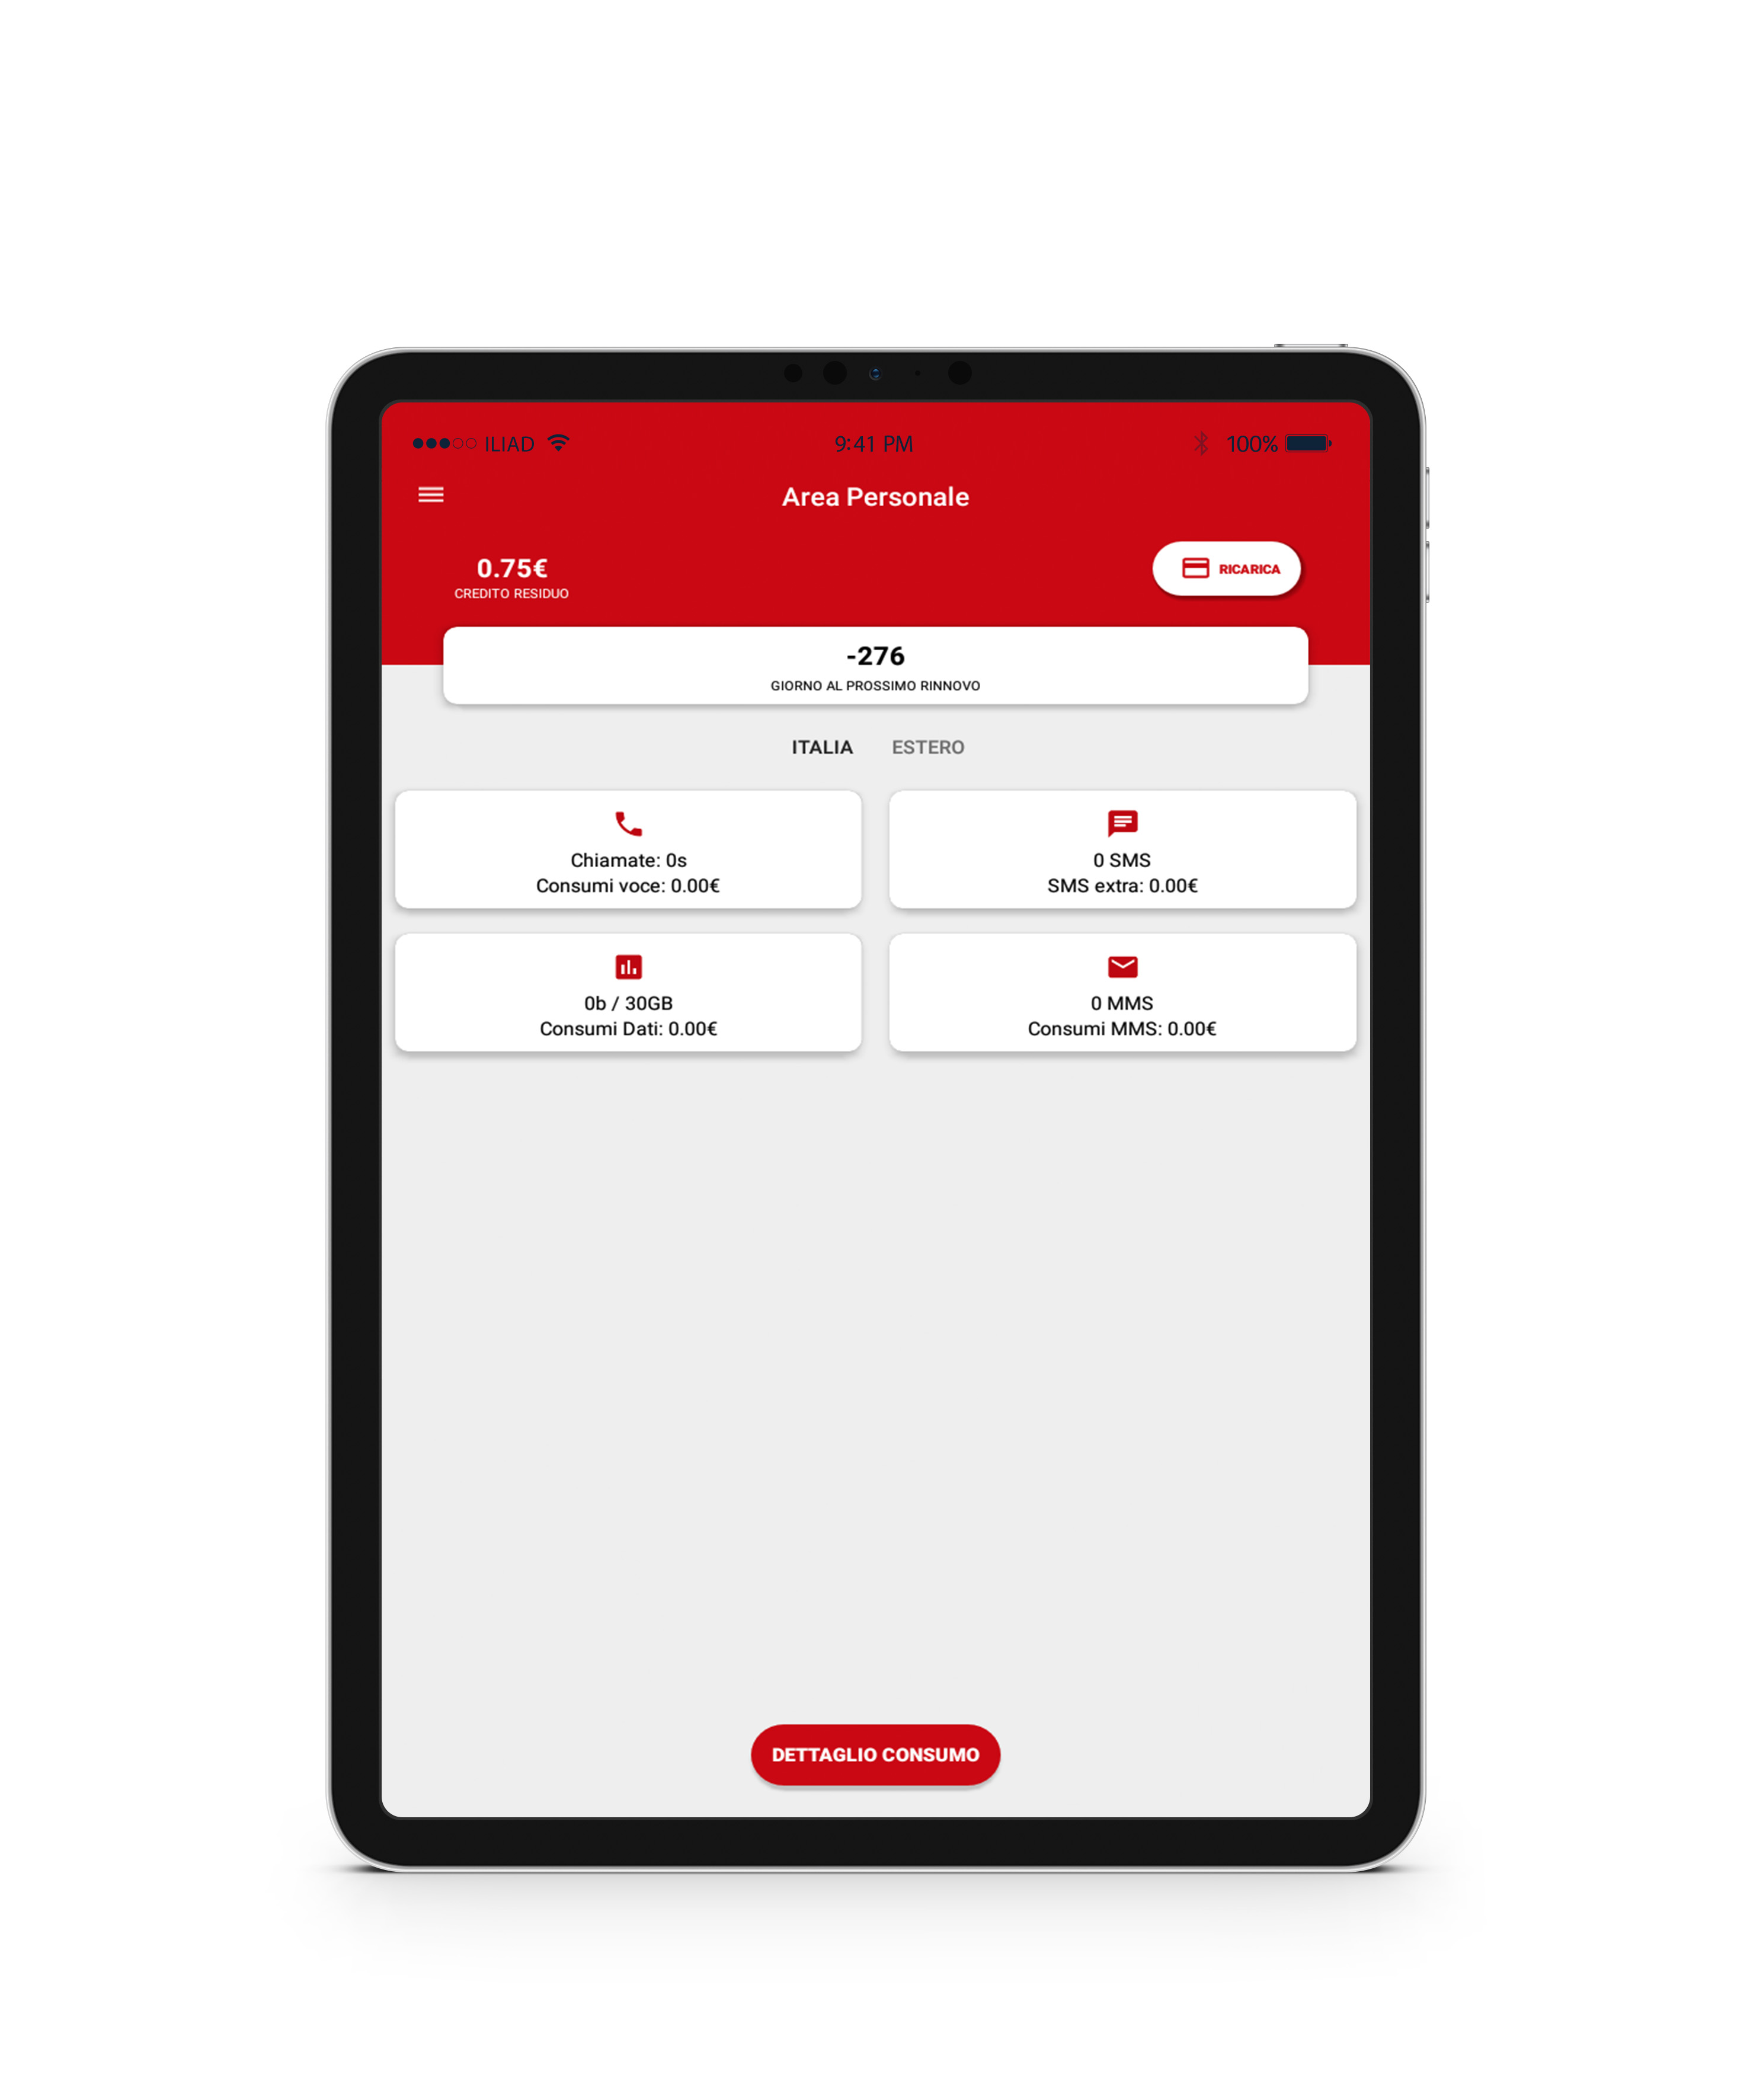 ILIAD
9:41 PM
100%
Area Personale
0.75€
CREDITO RESIDUO
RICARICA
-276
GIORNO AL PROSSIMO RINNOVO
ITALIA
ESTERO
Chiamate: 0s
Consumi voce: 0.00€
0 SMS
SMS extra: 0.00€
0b / 30GB
Consumi Dati: 0.00€
0 MMS
Consumi MMS: 0.00€
DETTAGLIO CONSUMO